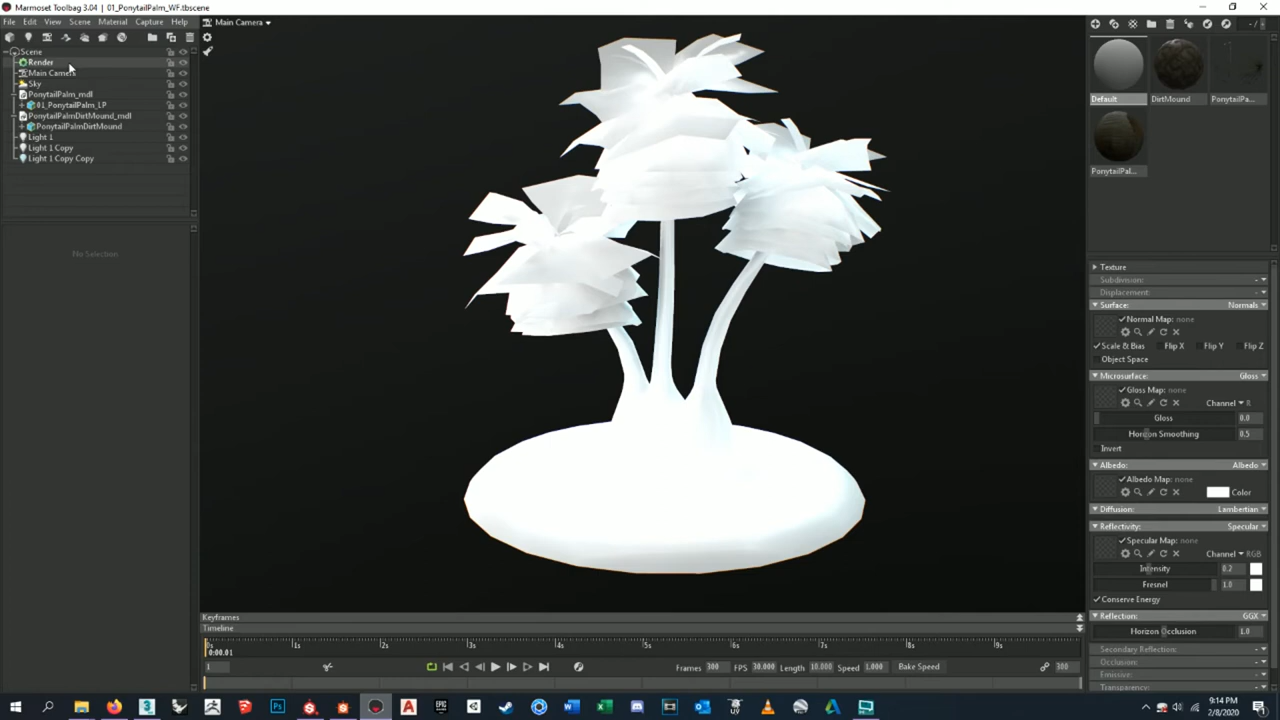 Marmoset Toolbag 3.04 | 01_PonytailPalm_WF.tbscene
File Edit View Scene Material Capture Help
Main Camera
Scene
Render
Main Camera
Sky
PonytailPalm_mdl
01_PonytailPalm_LP
PonytailPalmDirtMound_mdl
PonytailPalmDirtMound
Light 1
Light 1 Copy
Light 1 Copy Copy
No Selection
Default
DirtMound
PonytailPa...
PonytailPal...
Texture
Subdivision:
Displacement:
Surface: Normals
Normal Map: none
Scale & Bias Flip X Flip Y Flip Z
Object Space
Microsurface: Gloss
Gloss Map: none
Channel R
Gloss 0.0
Horizon Smoothing 0.5
Invert
Albedo: Albedo
Albedo Map: none
Color
Diffusion: Lambertian
Reflectivity: Specular
Specular Map: none
Channel RGB
Intensity 0.2
Fresnel 1.0
Conserve Energy
Reflection: GGX
Horizon Occlusion 1.0
Secondary Reflection:
Occlusion:
Emissive:
Transparency:
Keyframes
Timeline
0s 1s 2s 3s 4s 5s 6s 7s 8s 9s
0:00.01
1
Frames 300 FPS 30.000 Length 10.000 Speed 1.000 Bake Speed
300
9:14 PM
2/8/2020